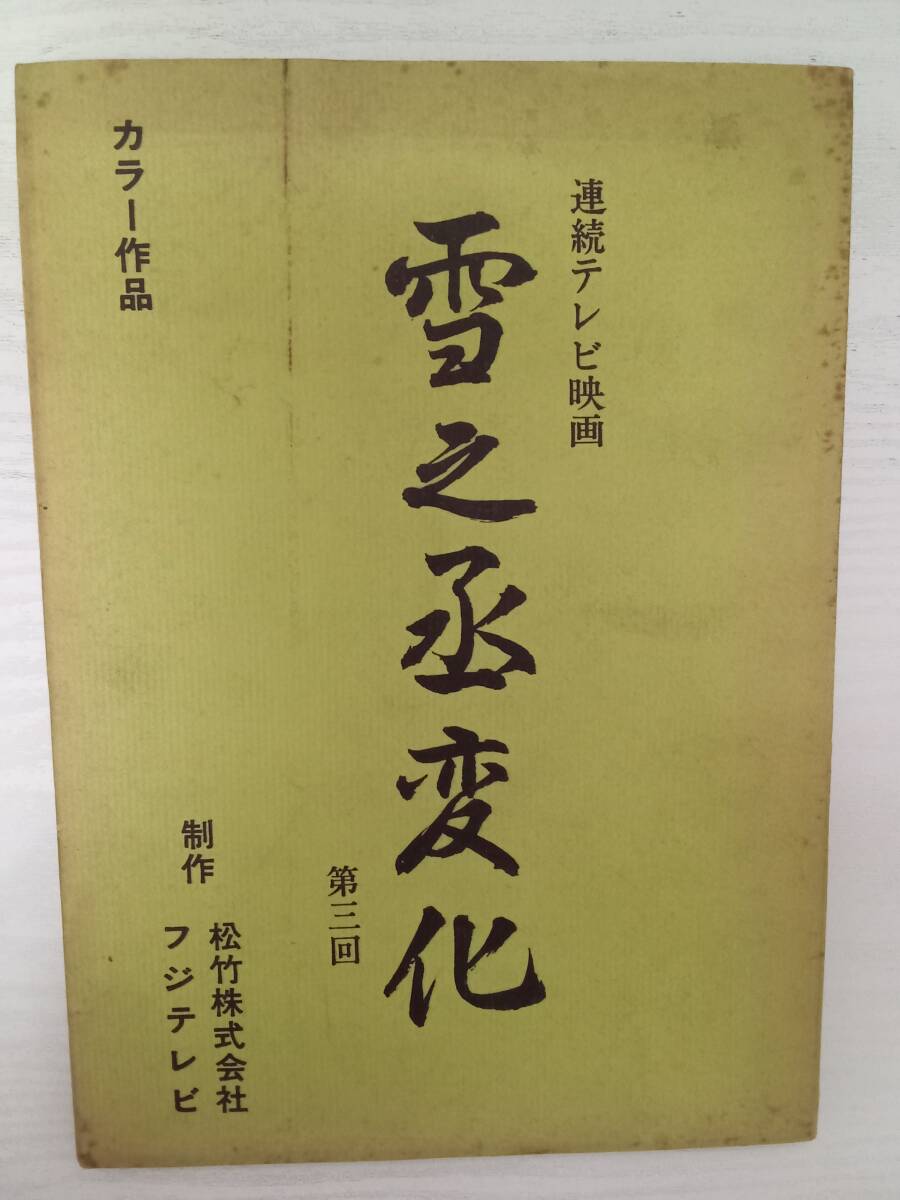 連続テレビ映画
雪之丞変化
第三回
カラー作品
制作
松竹株式会社
フジテレビ